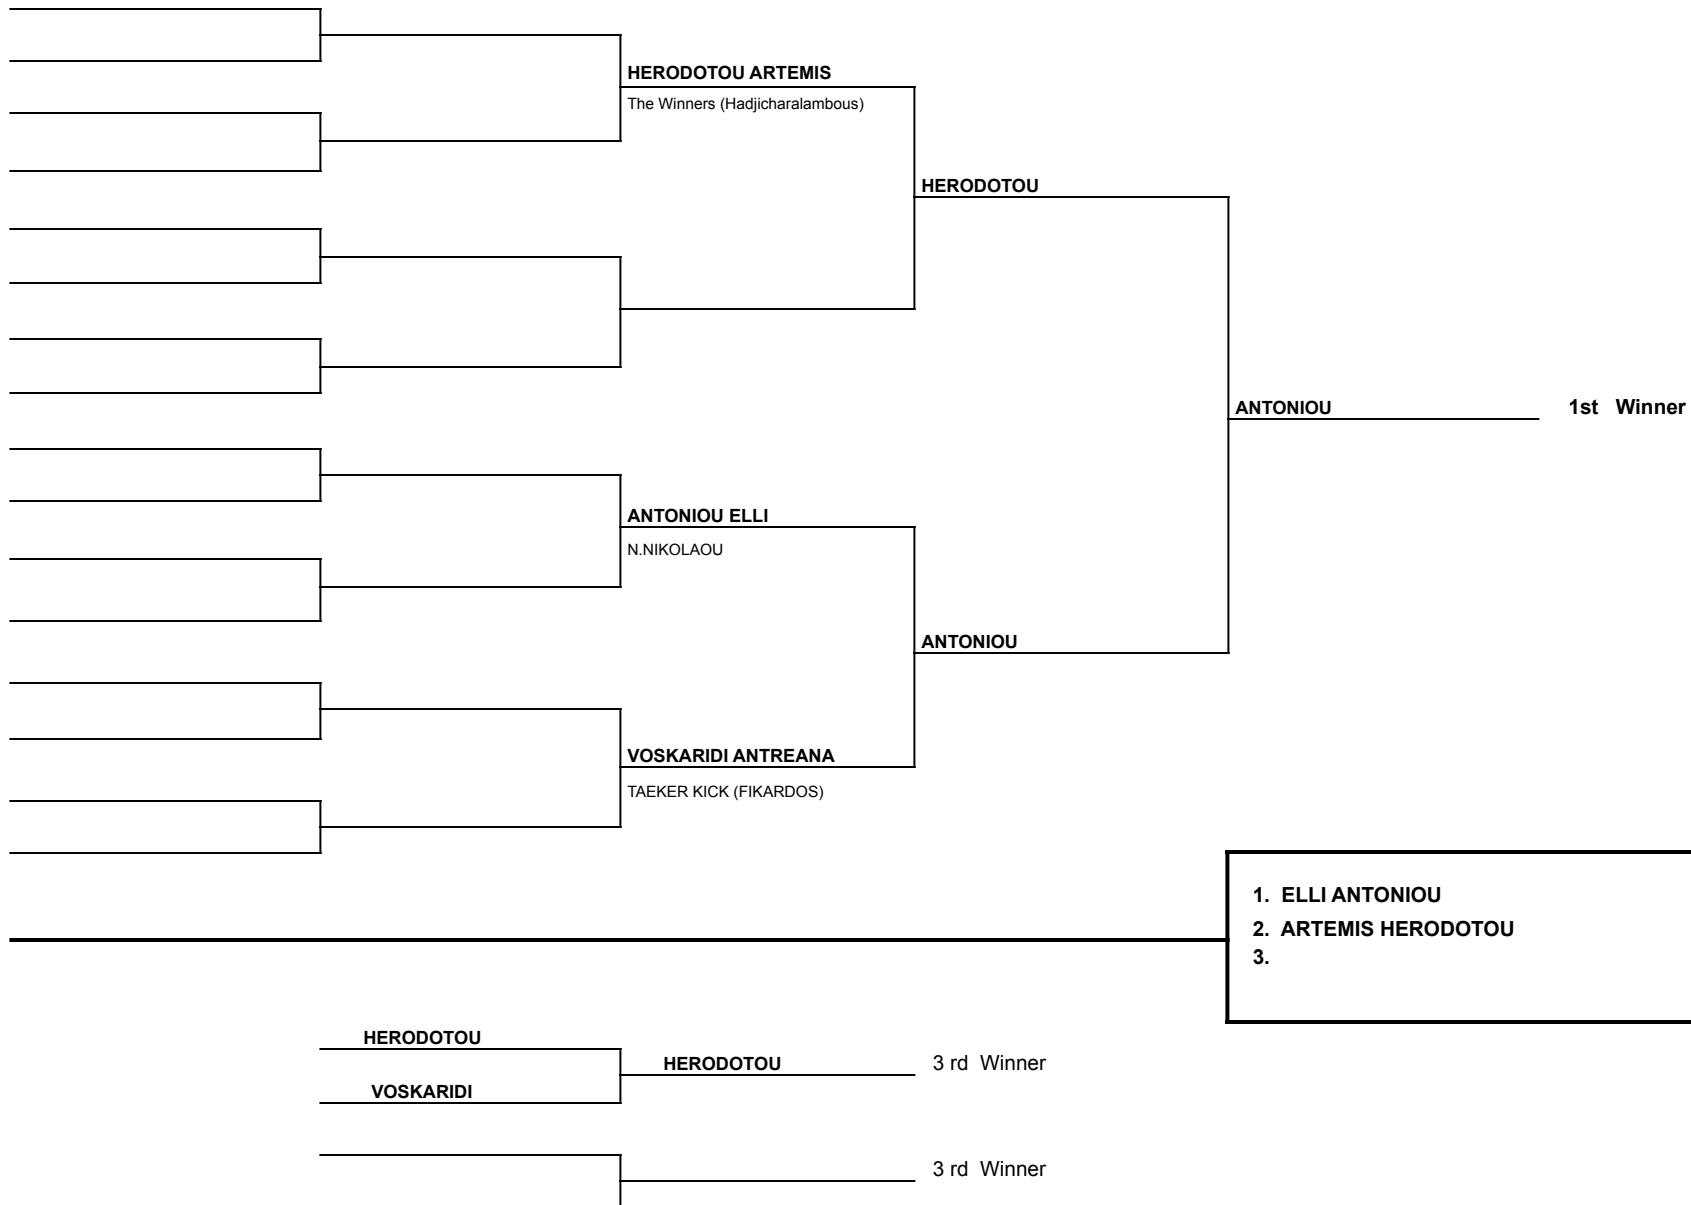 HERODOTOU ARTEMIS
The Winners (Hadjicharalambous)
HERODOTOU
ANTONIOU
1st Winner
ANTONIOU ELLI
N.NIKOLAOU
ANTONIOU
VOSKARIDI ANTREANA
TAEKER KICK (FIKARDOS)
1. ELLI ANTONIOU
2. ARTEMIS HERODOTOU
3.
HERODOTOU
HERODOTOU
3 rd Winner
VOSKARIDI
3 rd Winner